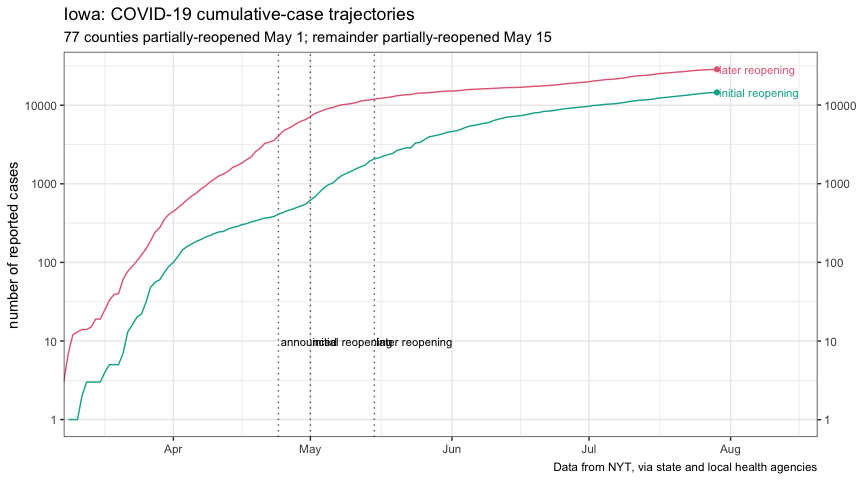 Iowa: COVID-19 cumulative-case trajectories
77 counties partially-reopened May 1; remainder partially-reopened May 15
later reopening
initial reopening
10000
10000
1000
1000
100
100
10
10
1
1
number of reported cases
announced
initial reopening
later reopening
Apr
May
Jun
Jul
Aug
Data from NYT, via state and local health agencies